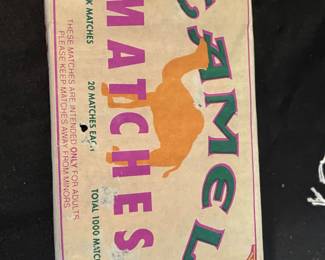 CAMEL
MATCHES
K MATCHES
20 MATCHES EACH
TOTAL 1000 MATC
THESE MATCHES ARE INTENDED ONLY FOR ADULTS
PLEASE KEEP MATCHES AWAY FROM MINORS.